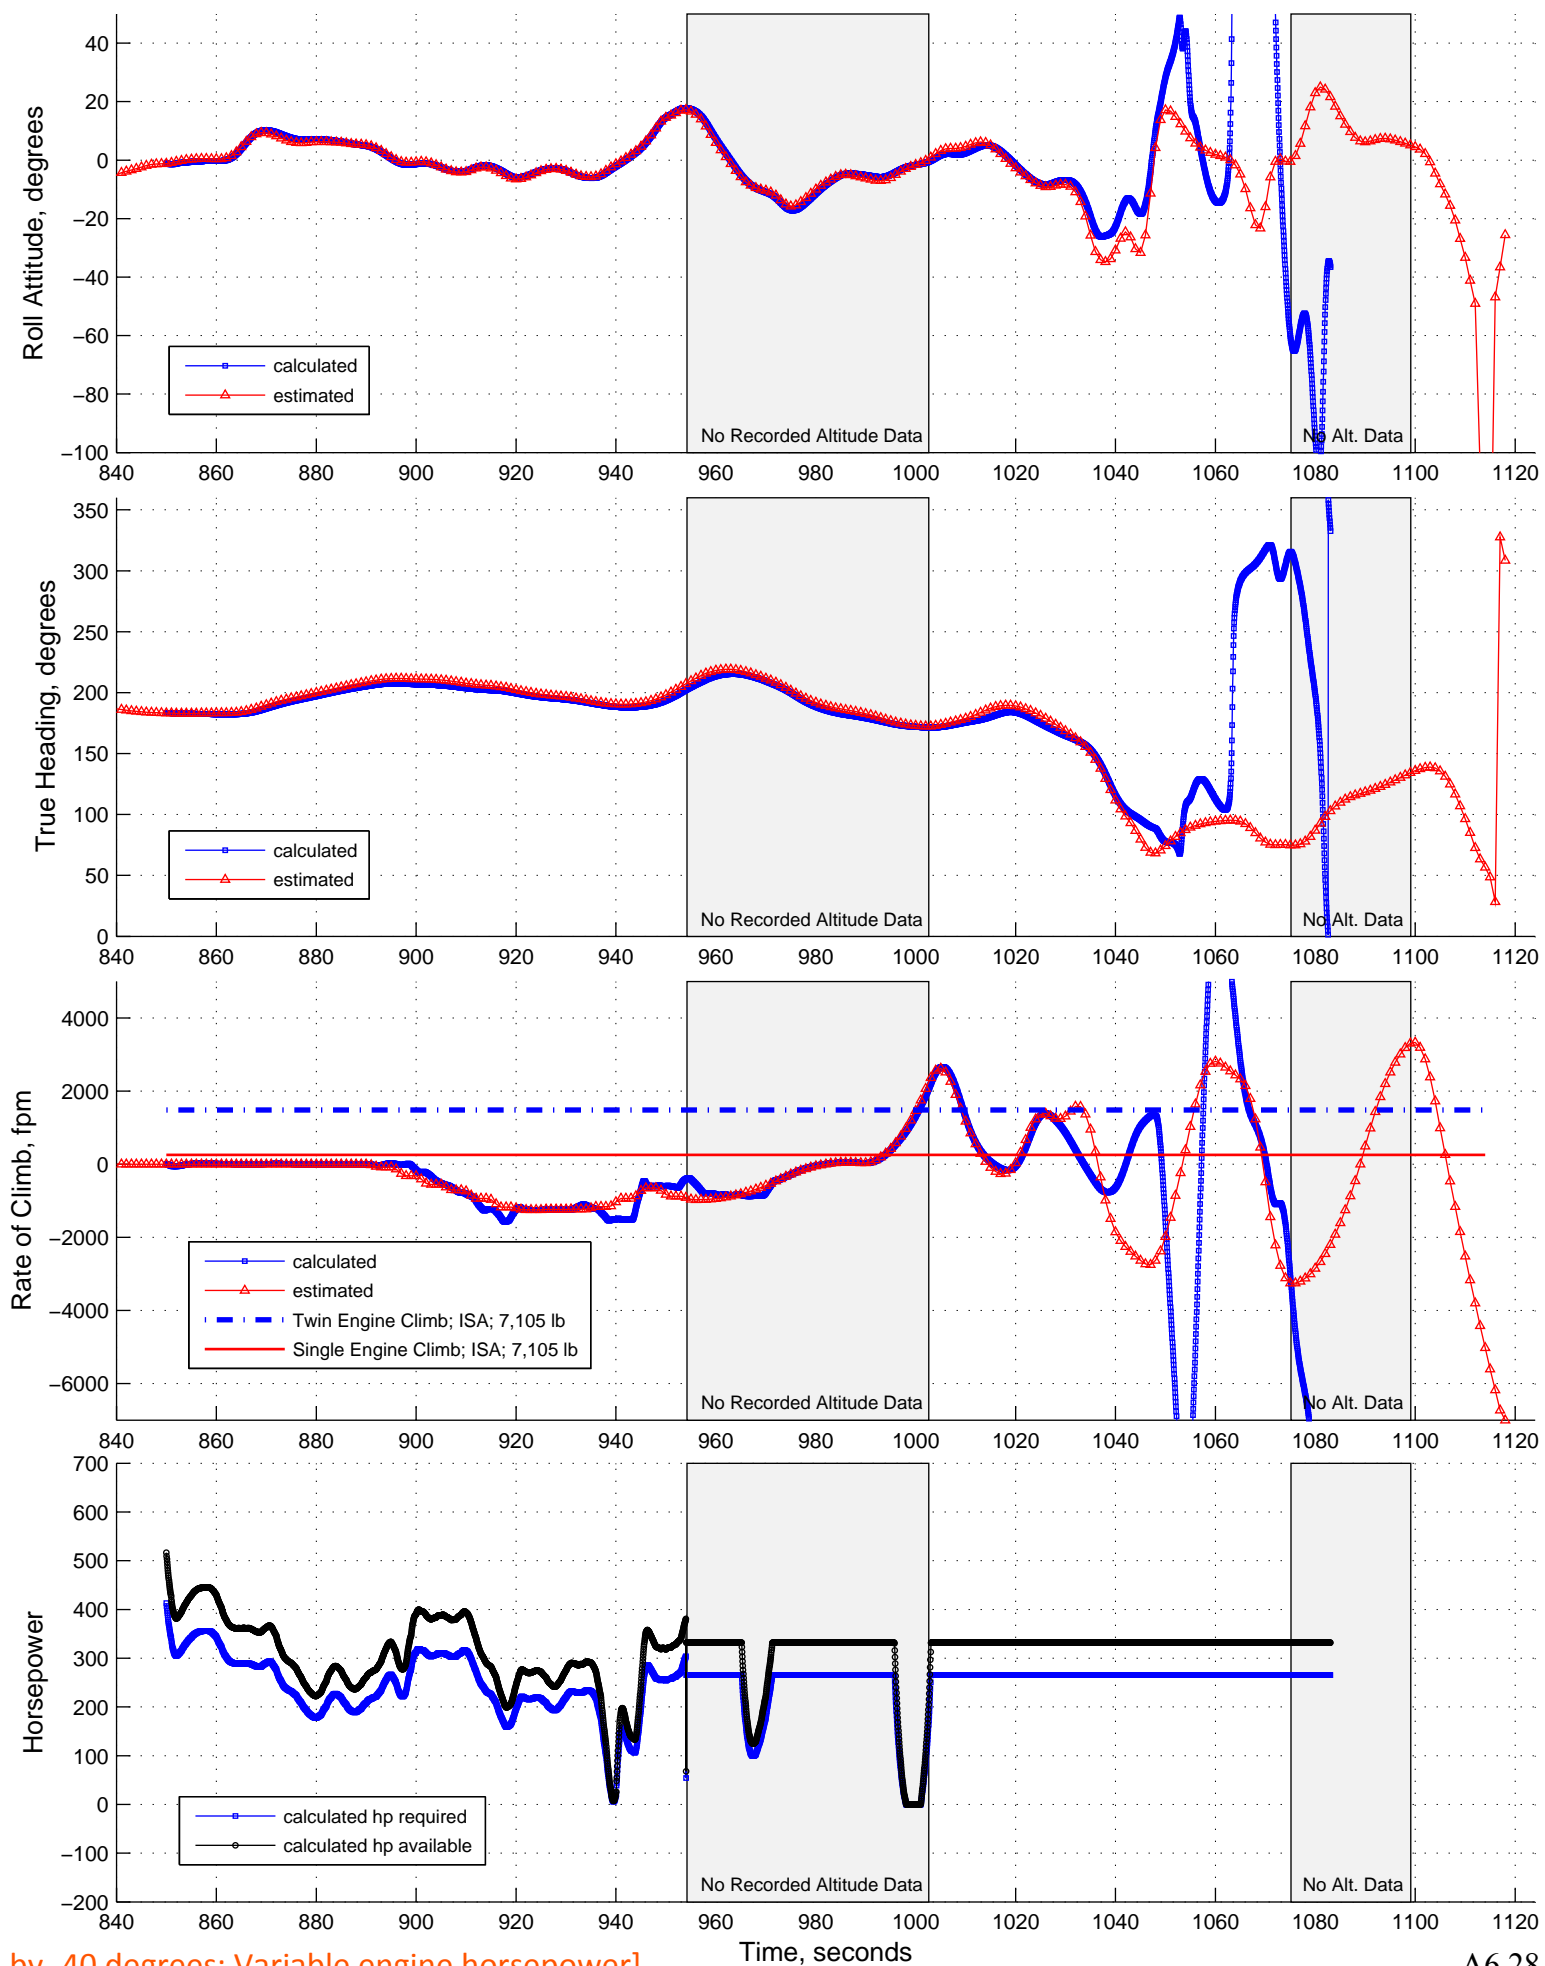 40
20
0
−20
−40
−60
−80
−100
Roll Attitude, degrees
calculated
estimated
No Recorded Altitude Data
No Alt. Data
840 860 880 900 920 940 960 980 1000 1020 1040 1060 1080 1100 1120
350
300
250
200
150
100
50
0
True Heading, degrees
calculated
estimated
No Recorded Altitude Data
No Alt. Data
840 860 880 900 920 940 960 980 1000 1020 1040 1060 1080 1100 1120
4000
2000
0
−2000
−4000
−6000
Rate of Climb, fpm
calculated
estimated
Twin Engine Climb; ISA; 7,105 lb
Single Engine Climb; ISA; 7,105 lb
No Recorded Altitude Data
No Alt. Data
840 860 880 900 920 940 960 980 1000 1020 1040 1060 1080 1100 1120
700
600
500
400
300
200
100
0
−100
−200
Horsepower
calculated hp required
calculated hp available
No Recorded Altitude Data
No Alt. Data
840 860 880 900 920 940 960 980 1000 1020 1040 1060 1080 1100 1120
Time, seconds
by -40 degrees; Variable engine horsepower]
A6.28